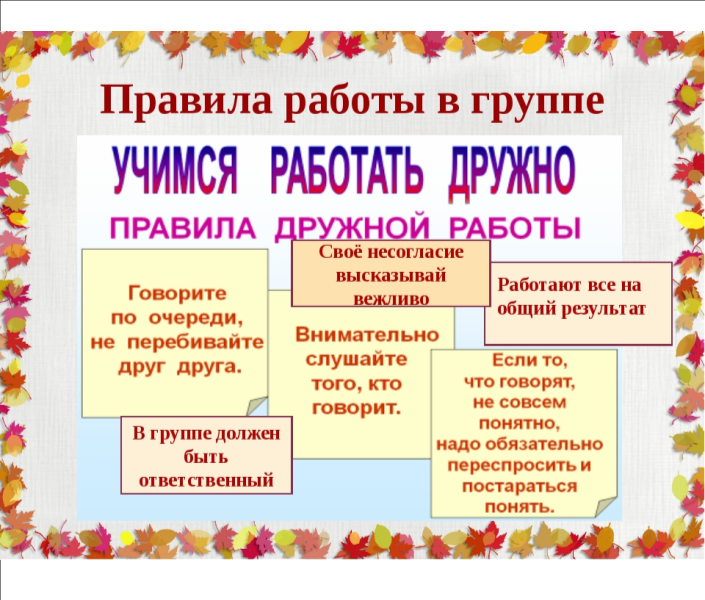 Правила работы в группе
УЧИМСЯ РАБОТАТЬ ДРУЖНО
ПРАВИЛА ДРУЖНОЙ РАБОТЫ
Говорите
по очереди,
не перебивайте
друг друга.
Своё несогласие
высказывай
вежливо
Работают все на
общий результат
Внимательно
слушайте
того, кто
говорит.
В группе должен
быть
ответственный
Если то,
что говорят,
не совсем
понятно,
надо обязательно
переспросить и
постараться
понять.